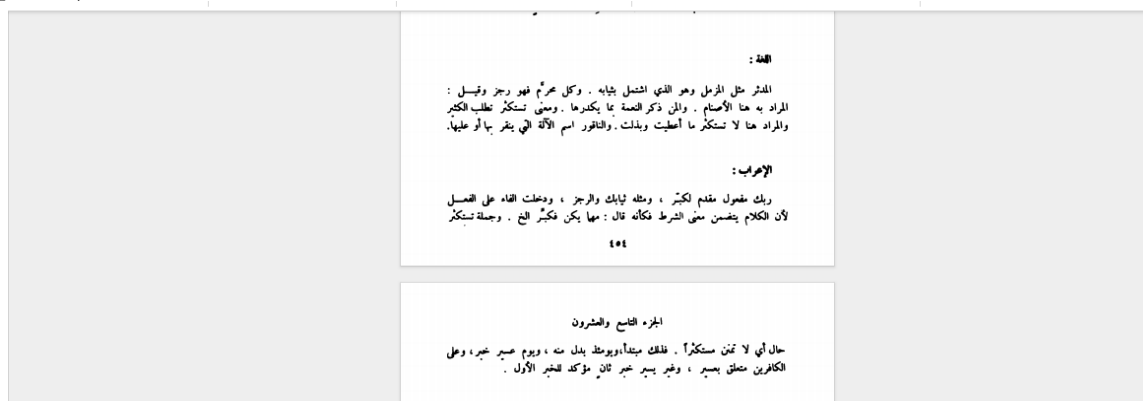 اللغة :
المدثر مثل المزمل وهو الذي اشتمل بثيابه . وكل محرَّم فهو رجز وقيـــل :
المراد به هنا الأصنام . والمن ذكر النعمة بما يكدرها . ومعنى تستكثر تطلب الكثير
والمراد هنا لا تستكثر ما أعطيت وبذلت . والناقور اسم الآلة التي ينقر بها أو عليها.
الإعراب :
ربك مفعول مقدم لكبّر ، ومثله ثيابك والرجز ، ودخلت الفاء على الفعـــل
لأن الكلام يتضمن معنى الشرط فكأنه قال : مهما يكن فكبّر الخ . وجملة تستكثر
٤٥٤
الجزء التاسع والعشرون
حال أي لا تمنن مستكثراً . فذلك مبتدأ،ويومئذ بدل منه ، ويوم عسير خبر، وعلى
الكافرين متعلق بعسير ، وغير يسير خبر ثانٍ مؤكد للخبر الأول .